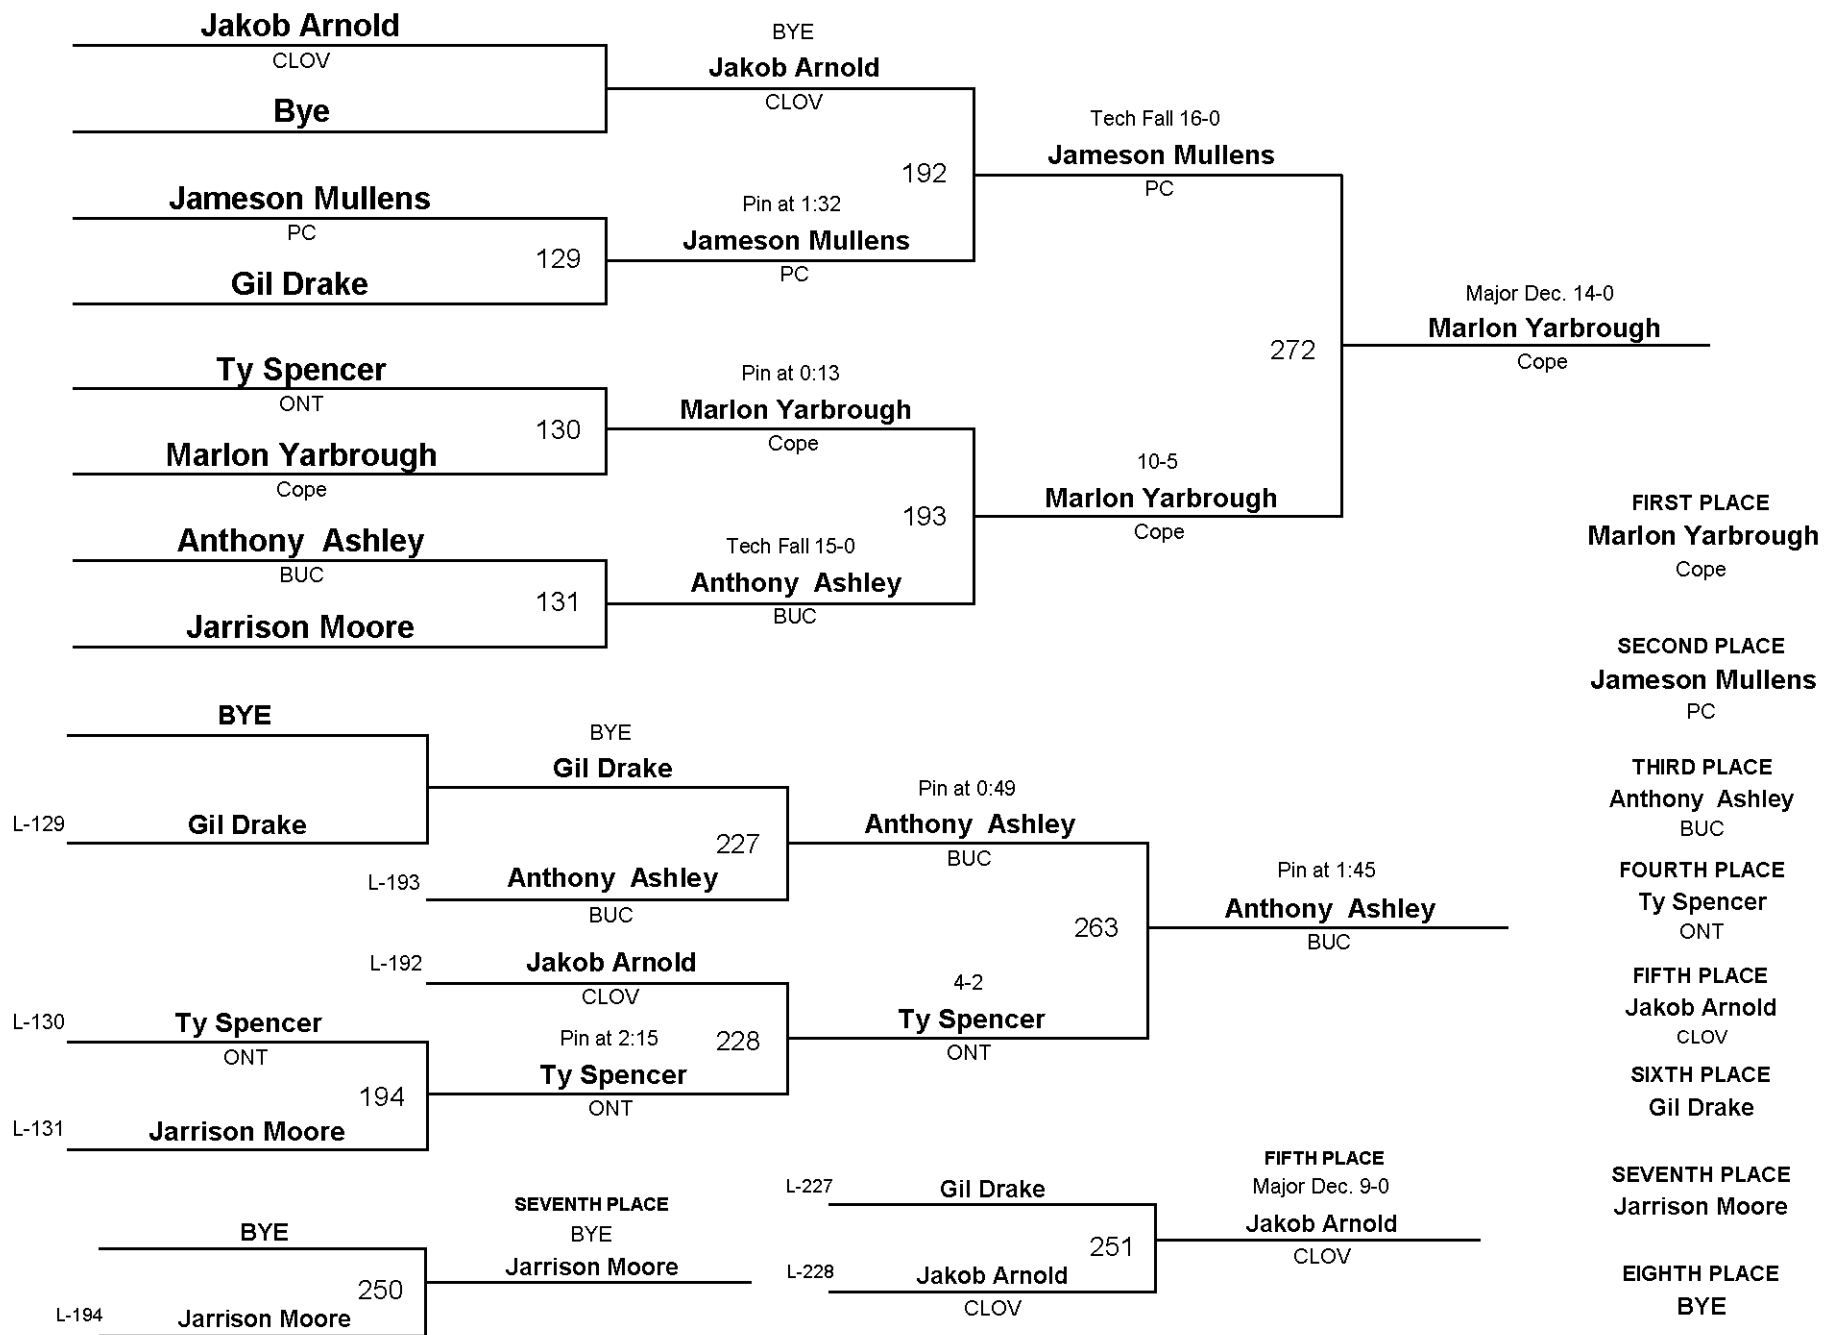 Jakob Arnold
CLOV
Bye
Jameson Mullens
PC
129
Gil Drake
Ty Spencer
ONT
130
Marlon Yarbrough
Cope
Anthony Ashley
BUC
131
Jarrison Moore
BYE
Jakob Arnold
CLOV
192
Pin at 1:32
Jameson Mullens
PC
Pin at 0:13
Marlon Yarbrough
Cope
193
Tech Fall 15-0
Anthony Ashley
BUC
Tech Fall 16-0
Jameson Mullens
PC
272
10-5
Marlon Yarbrough
Cope
Major Dec. 14-0
Marlon Yarbrough
Cope
BYE
L-129
Gil Drake
BYE
Gil Drake
227
L-193
Anthony Ashley
BUC
L-192
Jakob Arnold
CLOV
228
L-130
Ty Spencer
ONT
194
L-131
Jarrison Moore
Pin at 2:15
Ty Spencer
ONT
Pin at 0:49
Anthony Ashley
BUC
263
4-2
Ty Spencer
ONT
Pin at 1:45
Anthony Ashley
BUC
BYE
250
L-194
Jarrison Moore
SEVENTH PLACE
BYE
Jarrison Moore
L-227
Gil Drake
251
L-228
Jakob Arnold
CLOV
FIFTH PLACE
Major Dec. 9-0
Jakob Arnold
CLOV
FIRST PLACE
Marlon Yarbrough
Cope
SECOND PLACE
Jameson Mullens
PC
THIRD PLACE
Anthony Ashley
BUC
FOURTH PLACE
Ty Spencer
ONT
FIFTH PLACE
Jakob Arnold
CLOV
SIXTH PLACE
Gil Drake
SEVENTH PLACE
Jarrison Moore
EIGHTH PLACE
BYE